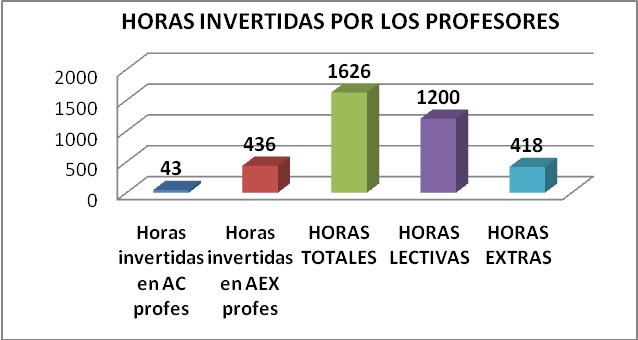 HORAS INVERTIDAS POR LOS PROFESORES
2000
1500
1000
500
0
43
436
1626
1200
418
Horas
invertidas
en AC
profes
Horas
invertidas
en AEX
profes
HORAS
TOTALES
HORAS
LECTIVAS
HORAS
EXTRAS